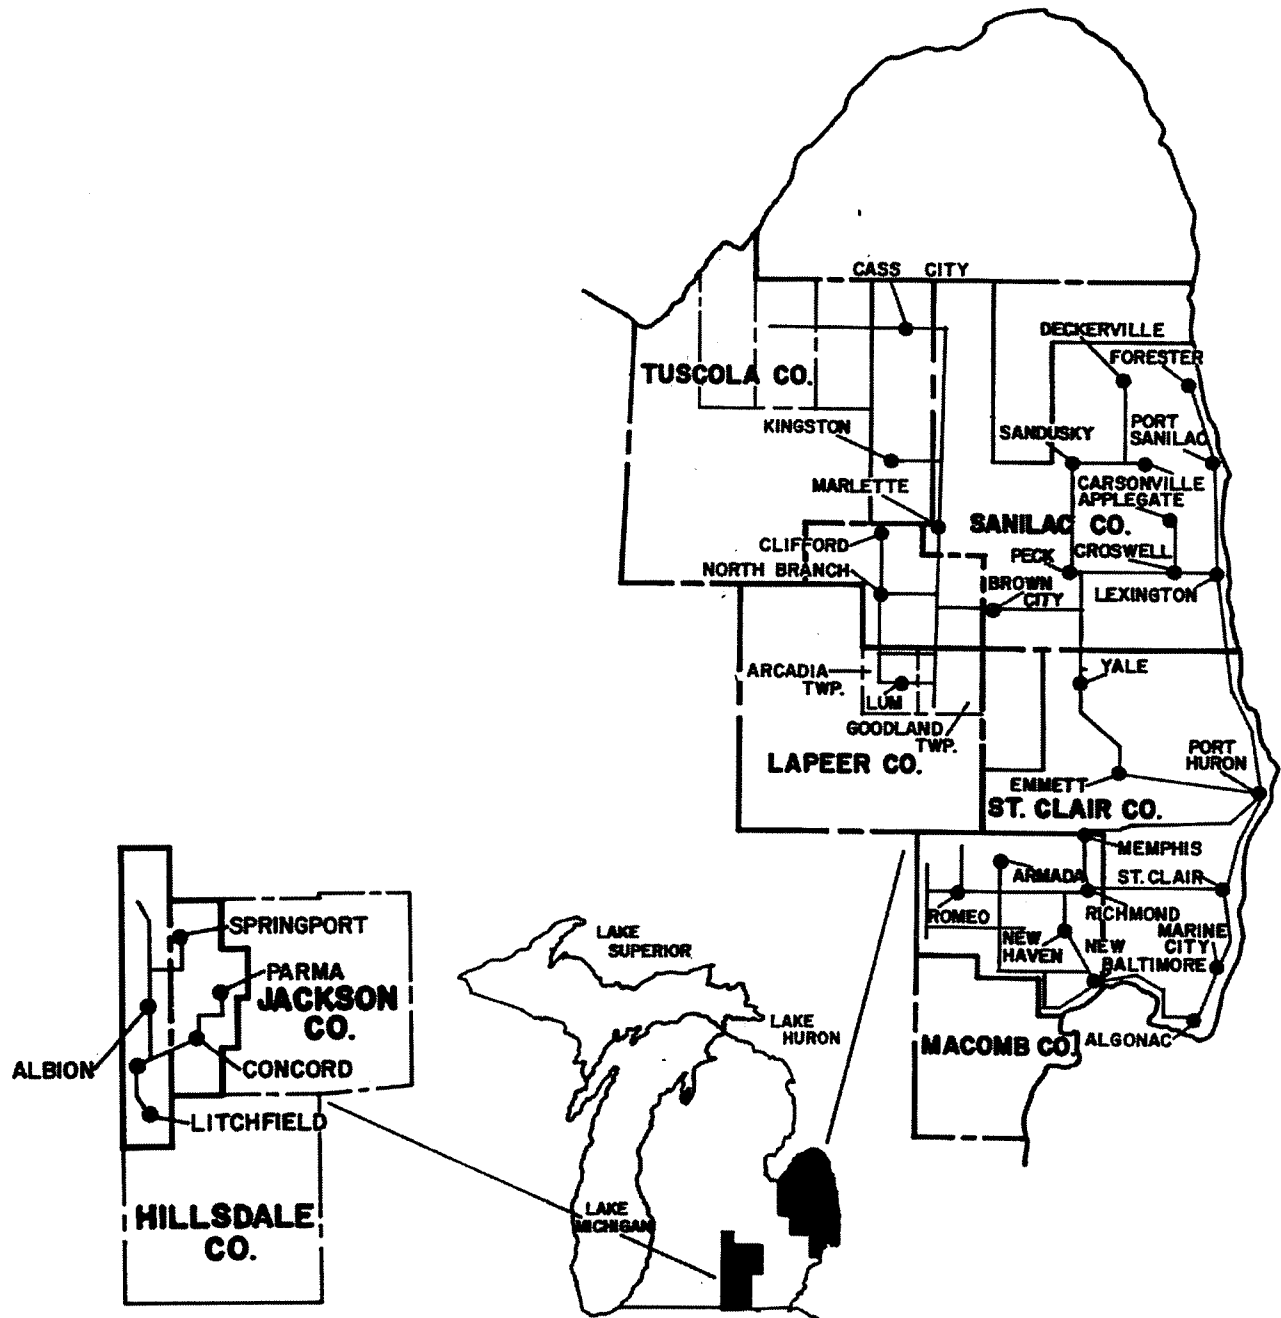 CASS CITY
DECKERVILLE
FORESTER
TUSCOLA CO.
KINGSTON
SANDUSKY
PORT
SANILAC
MARLETTE
CARSONVILLE
APPLEGATE
SANILAC CO.
CLIFFORD
PECK
CROSWELL
NORTH BRANCH
BROWN
CITY
LEXINGTON
ARCADIA
TWP.
YALE
LUM
GOODLAND
TWP.
LAPEER CO.
PORT
HURON
EMMETT
ST. CLAIR CO.
MEMPHIS
ARMADA
ST. CLAIR
ROMEO
RICHMOND
NEW
HAVEN
MARINE
CITY
NEW
BALTIMORE
MACOMB CO.
ALGONAC
SPRINGPORT
PARMA
JACKSON
CO.
ALBION
CONCORD
LITCHFIELD
HILLSDALE
CO.
LAKE
SUPERIOR
LAKE
HURON
LAKE
MICHIGAN